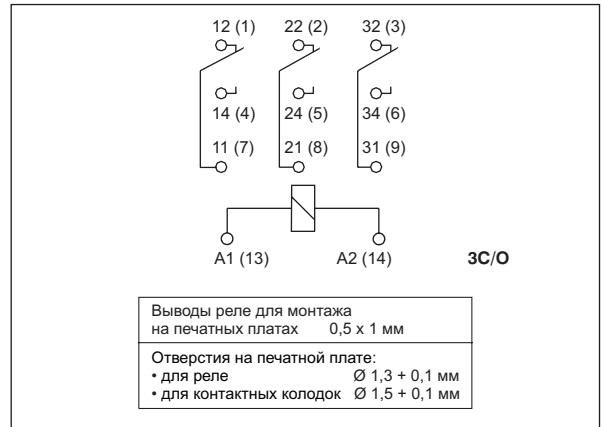 12 (1) 22 (2) 32 (3)
14 (4) 24 (5) 34 (6)
11 (7) 21 (8) 31 (9)
A1 (13) A2 (14) 3C/O
Выводы реле для монтажа
на печатных платах 0,5 x 1 мм
Отверстия на печатной плате:
• для реле Ø 1,3 + 0,1 мм
• для контактных колодок Ø 1,5 + 0,1 мм